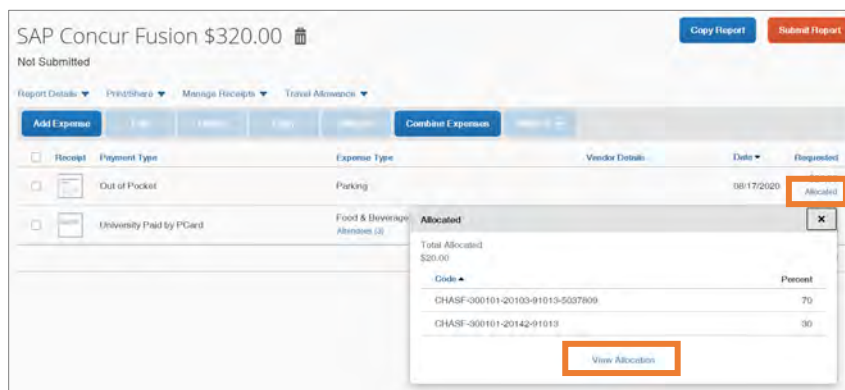 SAP Concur Fusion $320.00
Copy Report
Submit Report
Not Submitted
Report Details
Print/Share
Manage Receipts
Travel Allowance
Add Expense
Combine Expenses
Receipt
Payment Type
Expense Type
Vendor Details
Date
Requested
Out of Pocket
Parking
08/17/2020
Allocated
University Paid by PCard
Food & Beverage
Attendees (3)
Allocated
×
Total Allocated
$20.00
Code
Percent
CHASF-300101-20103-91013-5037809
70
CHASF-300101-20142-91013
30
View Allocation